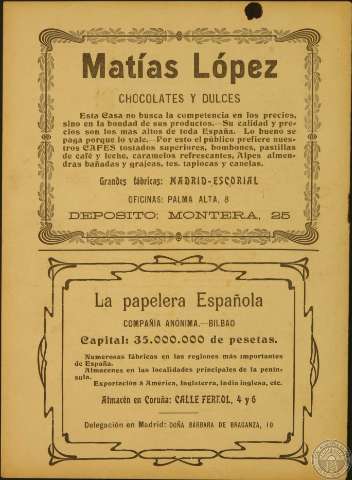 Matías López
CHOCOLATES Y DULCES
Esta Casa no busca la competencia en los precios,
sino en la bondad de sus productos.—Su calidad y pre-
cios son los más altos de toda España. Lo bueno se
paga porque lo vale.—Por esto el público prefiere nues-
tros CAFES tostados superiores, bombones, pastillas
de café y leche, caramelos refrescantes, Alpes almen-
dras bañadas y grajeas, tes, tapiocas y canelas.
Grandes fábricas: MADRID-ESCORIAL
OFICINAS: PALMA ALTA, 8
DEPOSITO: MONTERA, 25
La papelera Española
COMPAÑIA ANONIMA.—BILBAO
Capital: 35.000.000 de pesetas.
Numerosas fábricas en las regiones más importantes
de España.
Almacenes en las localidades principales de la penín-
sula.
Exportación á América, Inglaterra, India inglesa, etc.
Almacén en Coruña: CALLE FERROL, 4 y 6
Delegación en Madrid: DOÑA BARBARA DE BRAGANZA, 10